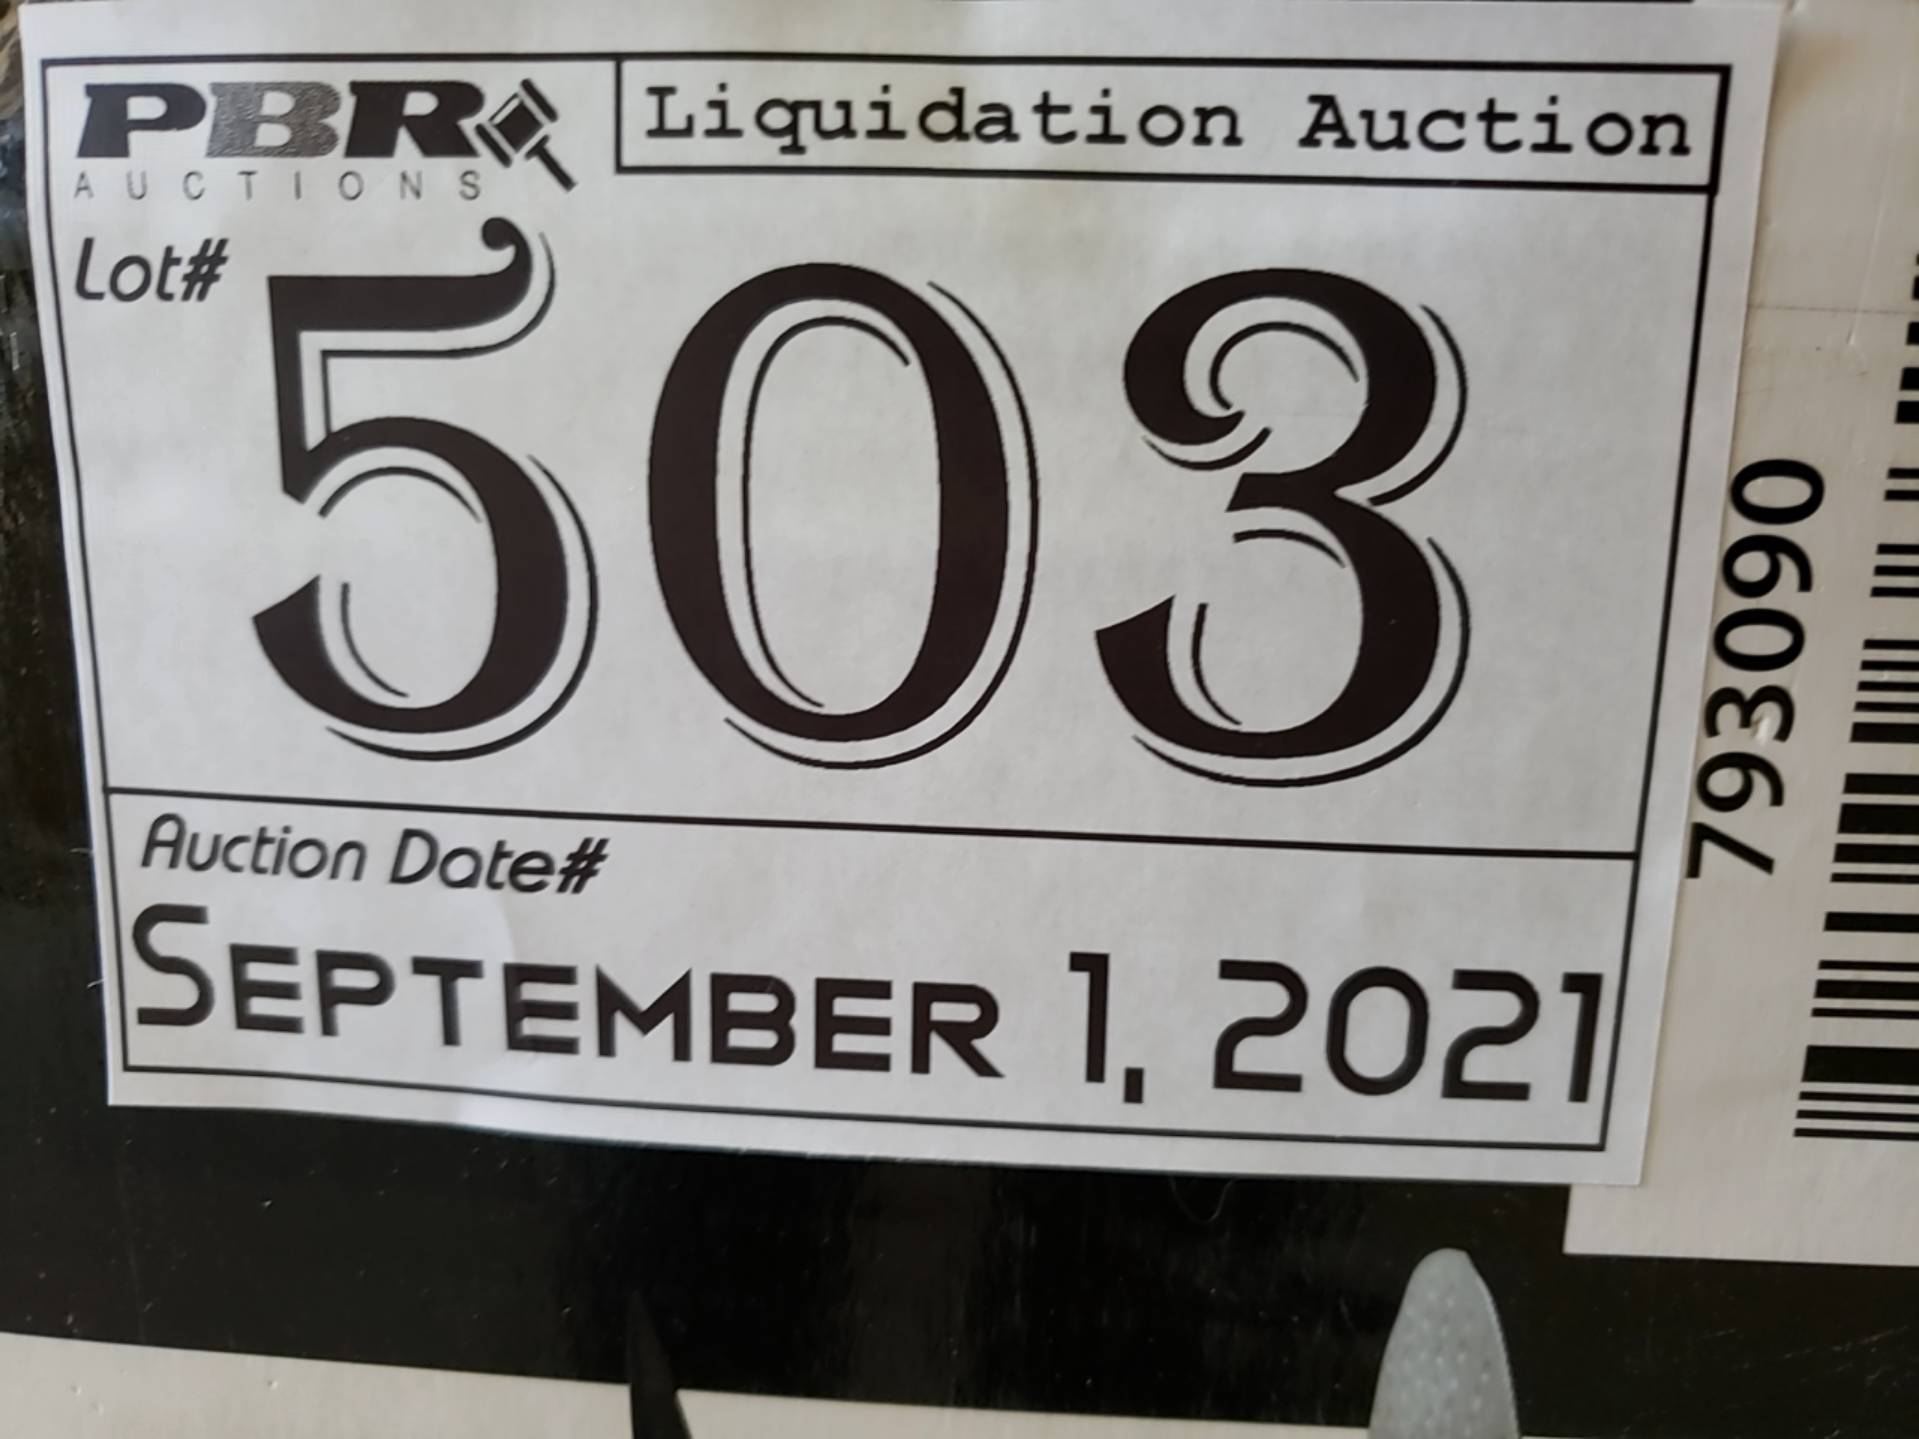 PBR
AUCTIONS
Liquidation Auction
Lot#
503
Auction Date#
September 1, 2021
793090